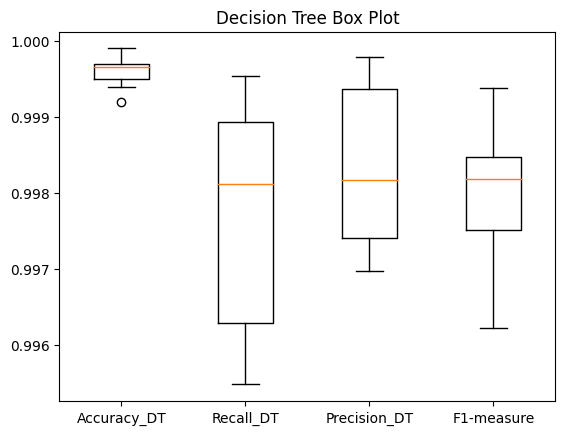 Decision Tree Box Plot
1.000
0.999
0.998
0.997
0.996
Accuracy_DT Recall_DT Precision_DT F1-measure